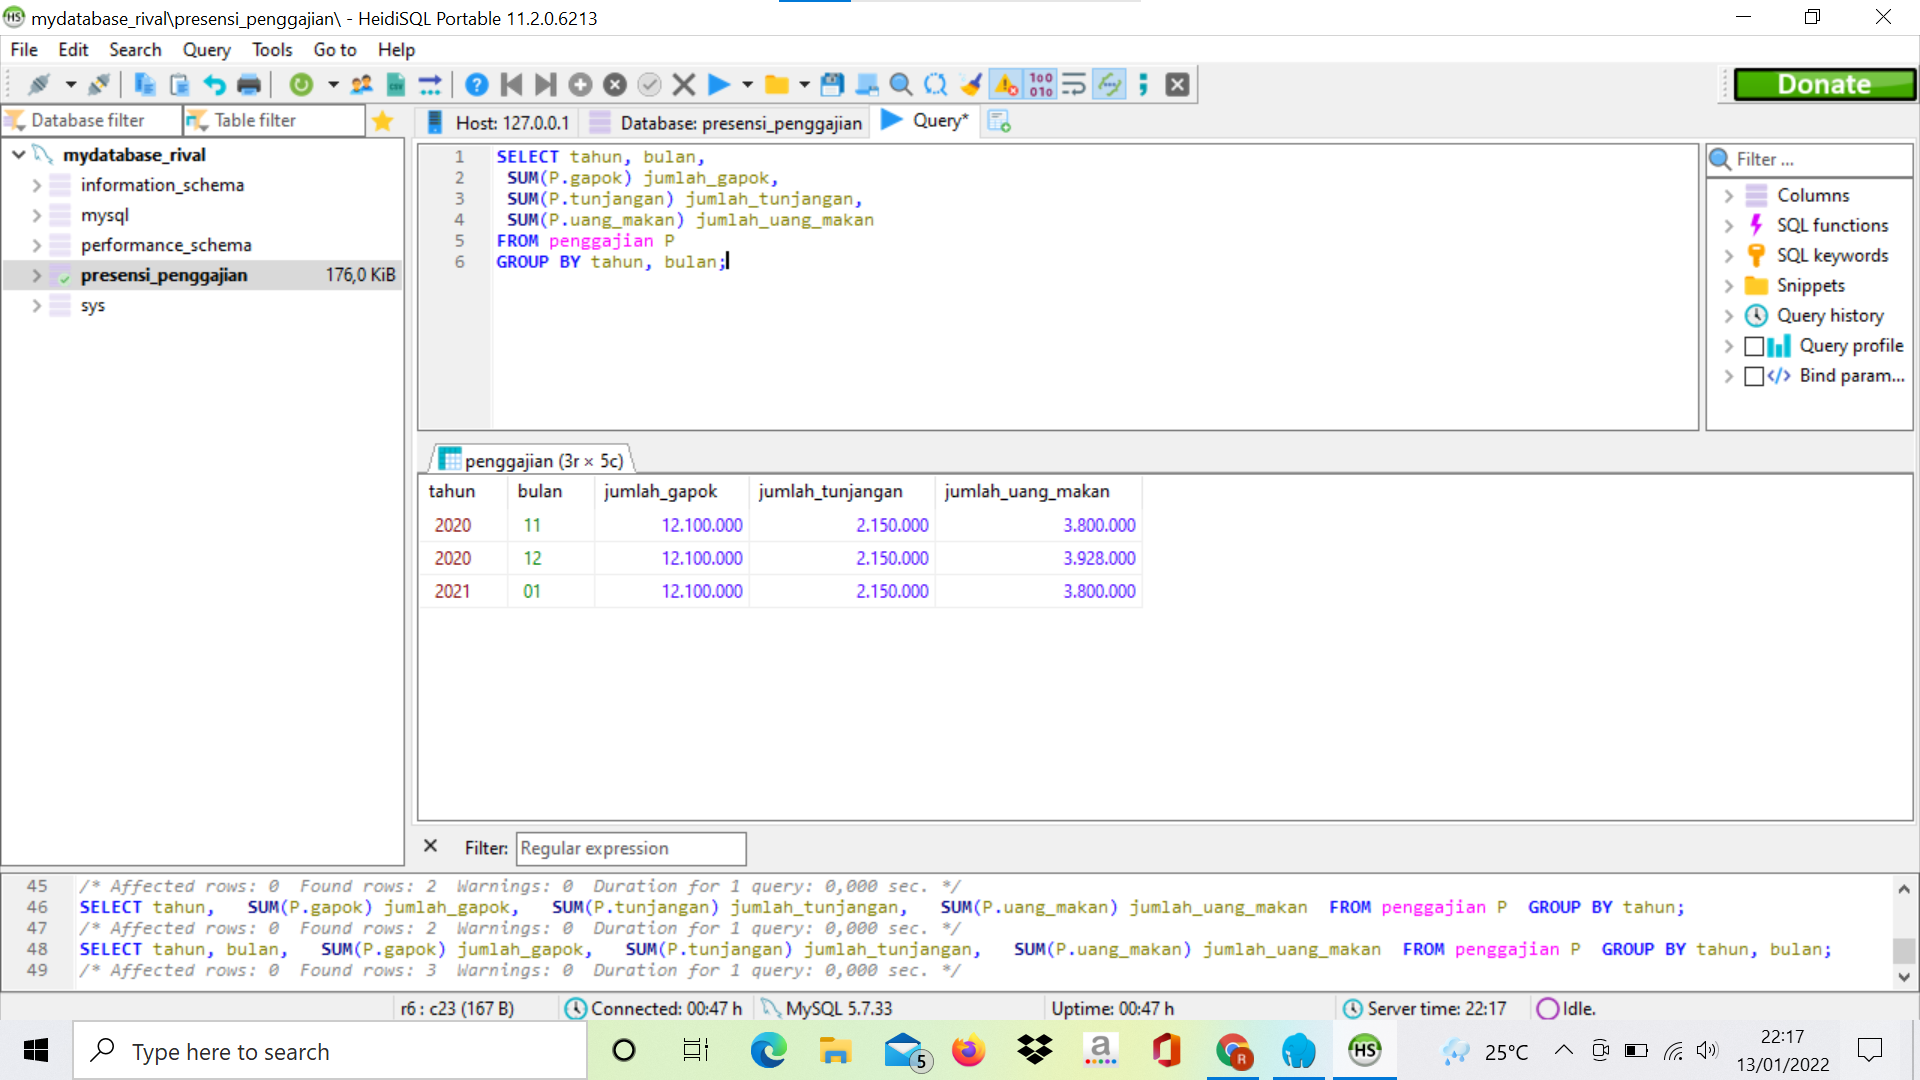 mydatabase_rival\presensi_penggajian\ - HeidiSQL Portable 11.2.0.6213
File Edit Search Query Tools Go to Help
Donate
Database filter Table filter
Host: 127.0.0.1 Database: presensi_penggajian Query*
mydatabase_rival
information_schema
mysql
performance_schema
presensi_penggajian 176,0 KiB
sys
1 SELECT tahun, bulan,
2 SUM(P.gapok) jumlah_gapok,
3 SUM(P.tunjangan) jumlah_tunjangan,
4 SUM(P.uang_makan) jumlah_uang_makan
5 FROM penggajian P
6 GROUP BY tahun, bulan;
Filter ...
Columns
SQL functions
SQL keywords
Snippets
Query history
Query profile
Bind param...
penggajian (3r × 5c)
tahun bulan jumlah_gapok jumlah_tunjangan jumlah_uang_makan
2020 11 12.100.000 2.150.000 3.800.000
2020 12 12.100.000 2.150.000 3.928.000
2021 01 12.100.000 2.150.000 3.800.000
Filter: Regular expression
45 /* Affected rows: 0 Found rows: 2 Warnings: 0 Duration for 1 query: 0,000 sec. */
46 SELECT tahun, SUM(P.gapok) jumlah_gapok, SUM(P.tunjangan) jumlah_tunjangan, SUM(P.uang_makan) jumlah_uang_makan FROM penggajian P GROUP BY tahun;
47 /* Affected rows: 0 Found rows: 2 Warnings: 0 Duration for 1 query: 0,000 sec. */
48 SELECT tahun, bulan, SUM(P.gapok) jumlah_gapok, SUM(P.tunjangan) jumlah_tunjangan, SUM(P.uang_makan) jumlah_uang_makan FROM penggajian P GROUP BY tahun, bulan;
49 /* Affected rows: 0 Found rows: 3 Warnings: 0 Duration for 1 query: 0,000 sec. */
r6 : c23 (167 B) Connected: 00:47 h MySQL 5.7.33 Uptime: 00:47 h Server time: 22:17 Idle.
Type here to search
5
a
R
HS
25°C
22:17
13/01/2022